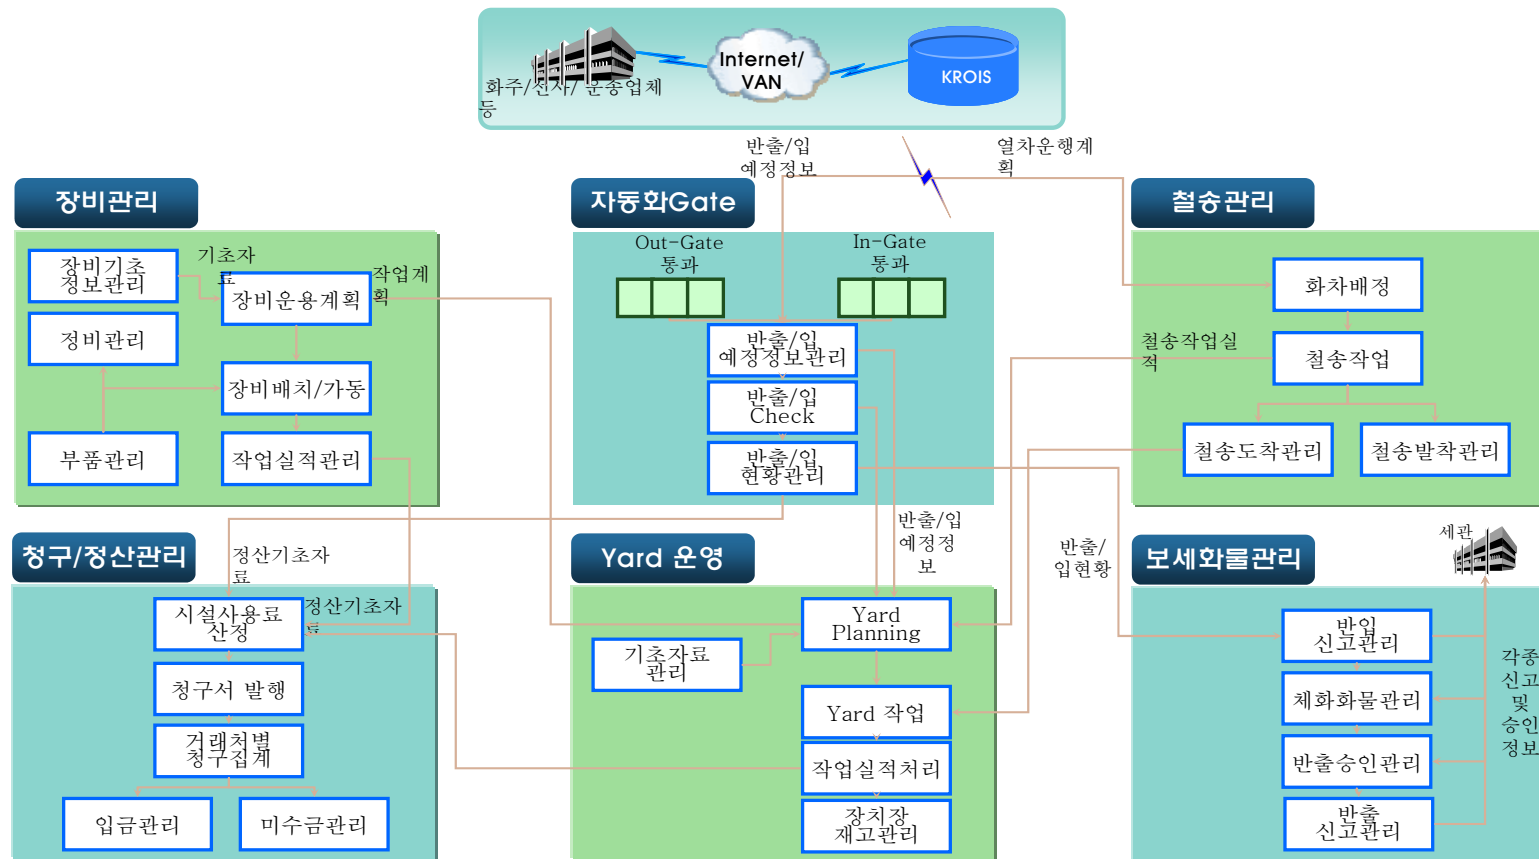 Internet/
VAN
KROIS
화주/선사/ 운송업체
등
반출/입
예정정보
열차운행계
획
장비관리
장비기초
정보관리
기초자
료
장비운용계획
작업계
획
정비관리
장비배치/가동
부품관리
작업실적관리
자동화Gate
Out-Gate
통과
In-Gate
통과
반출/입
예정정보관리
반출/입
Check
반출/입
현황관리
철송관리
화차배정
철송작업실
적
철송작업
철송도착관리
철송발착관리
청구/정산관리
정산기초자
료
시설사용료
산정
정산기초자
료
청구서 발행
거래처별
청구집계
입금관리
미수금관리
Yard 운영
반출/입
예정정
보
Yard
Planning
기초자료
관리
Yard 작업
작업실적처리
장치장
재고관리
반출/
입현황
보세화물관리
세관
반입
신고관리
체화화물관리
반출승인관리
반출
신고관리
각종
신고
및
승인
정보